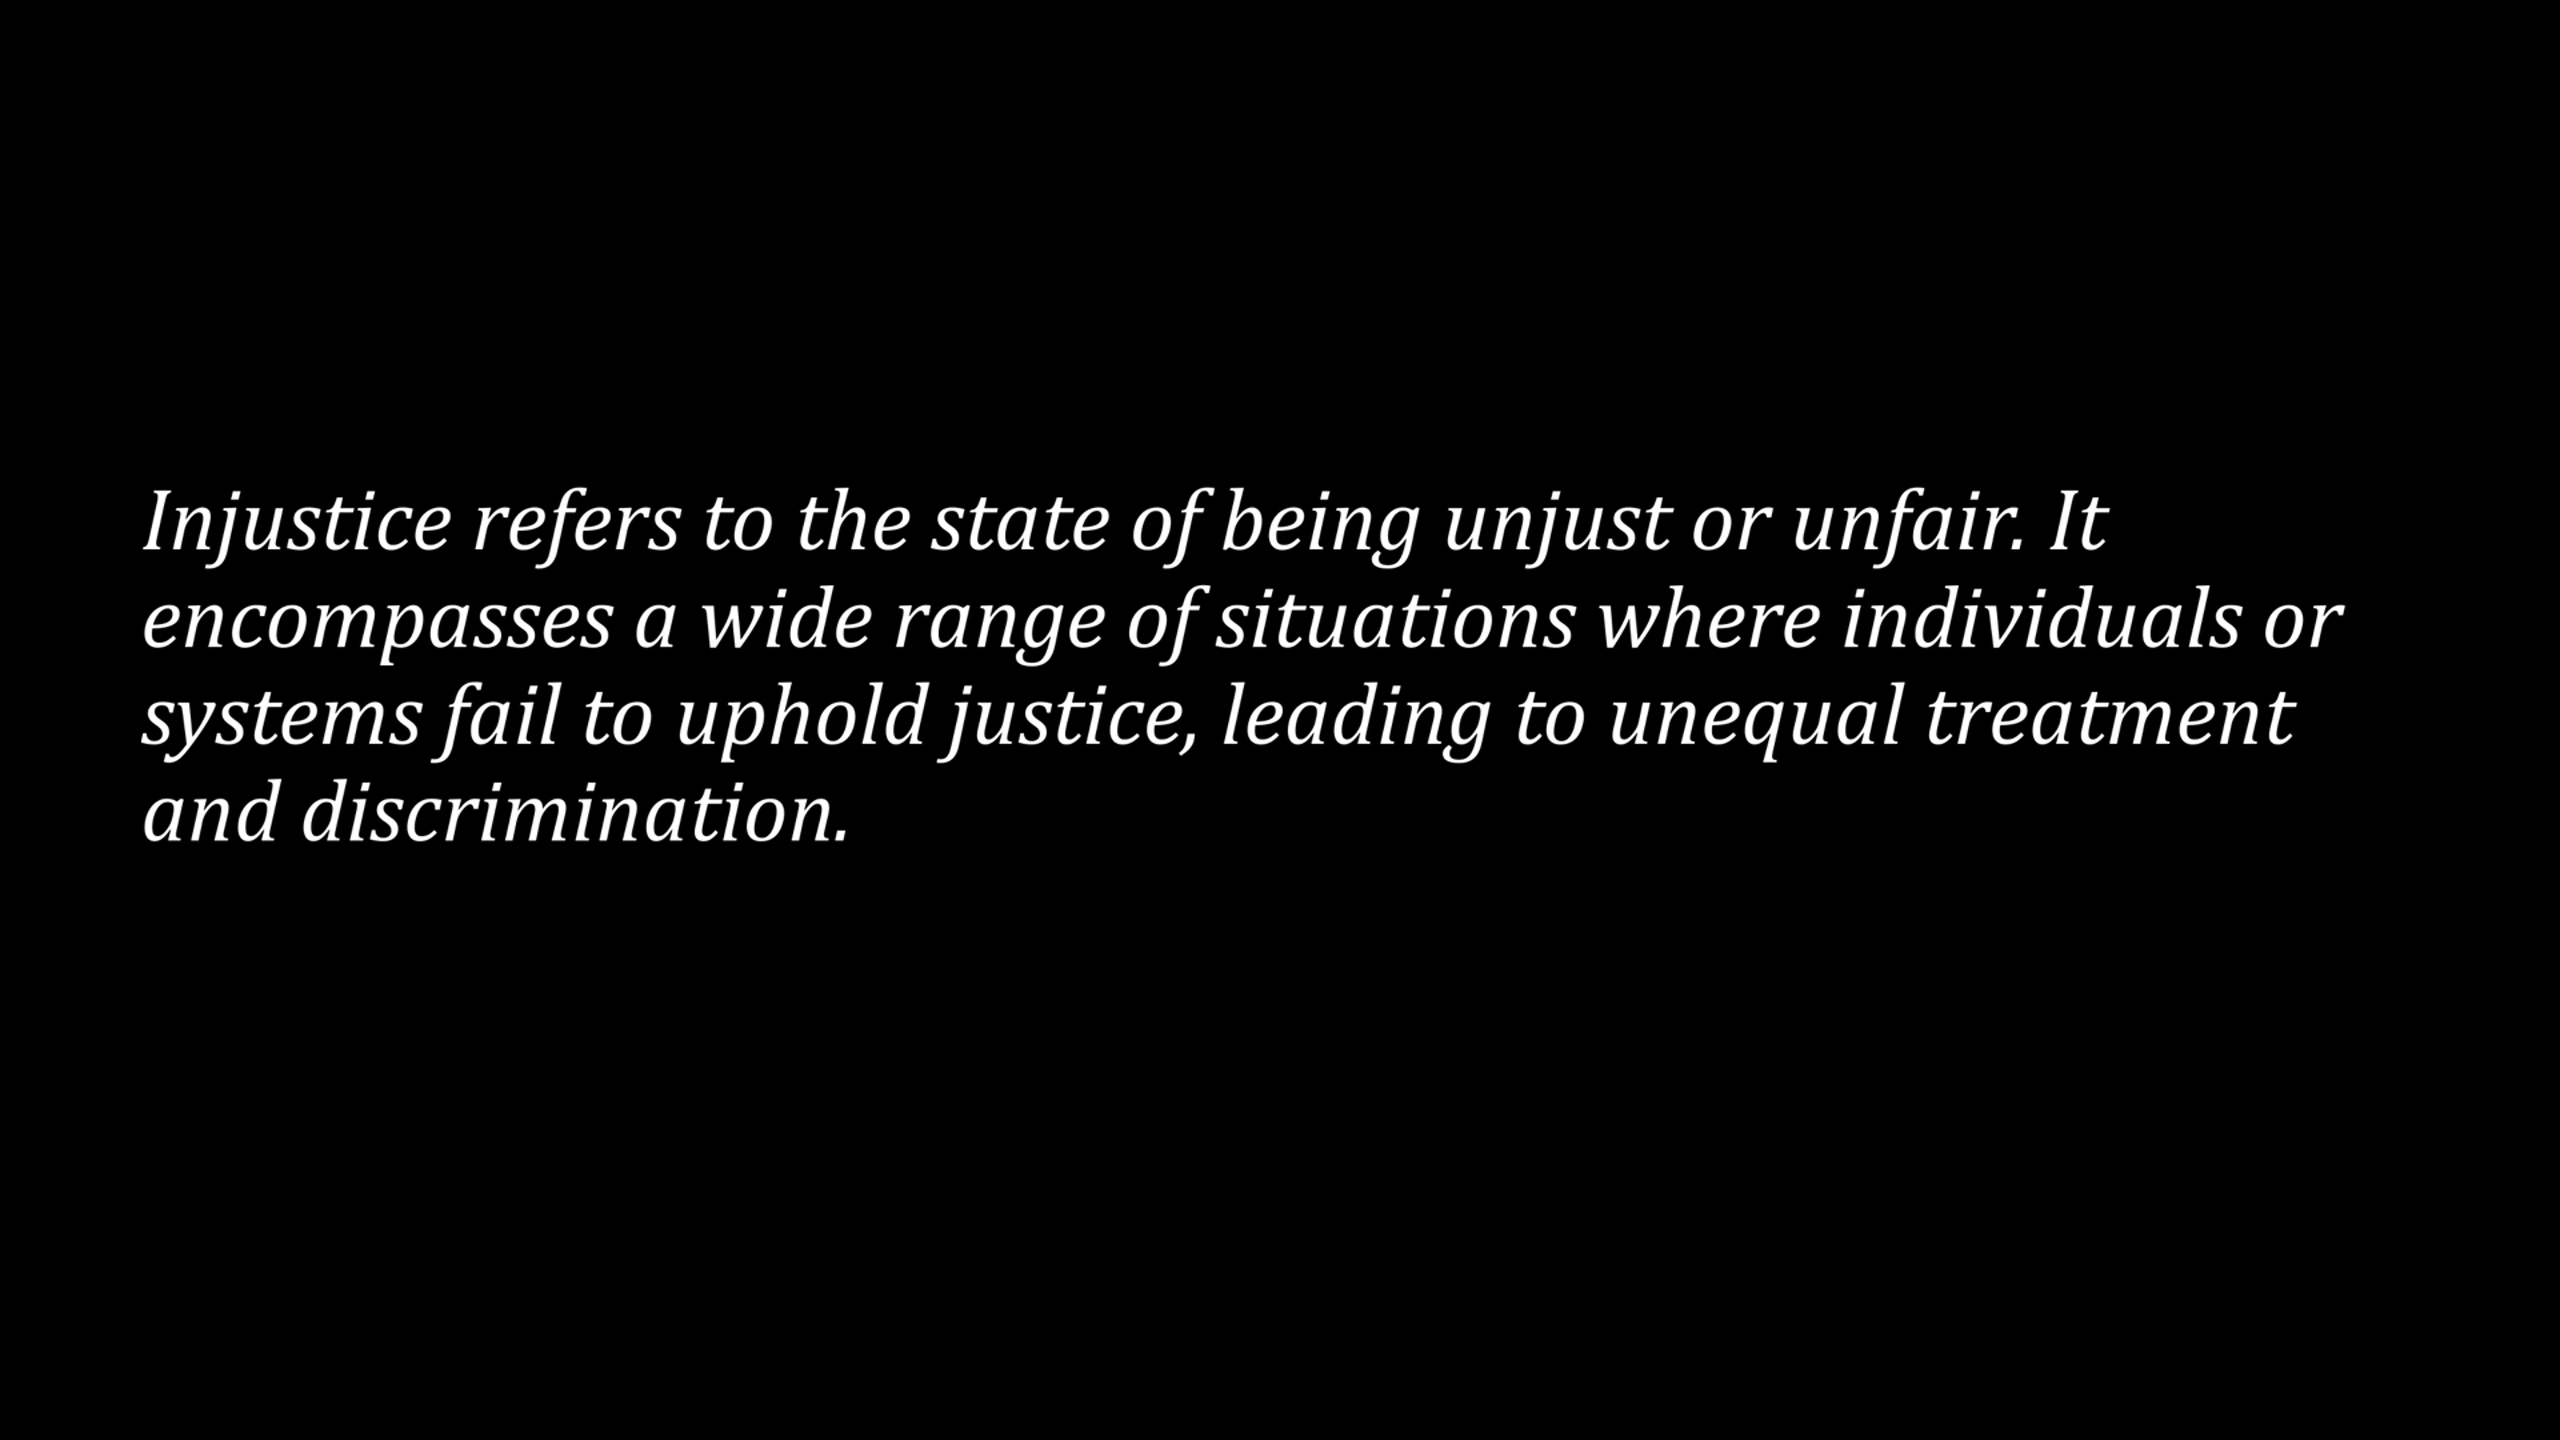 Injustice refers to the state of being unjust or unfair. It
encompasses a wide range of situations where individuals or
systems fail to uphold justice, leading to unequal treatment
and discrimination.